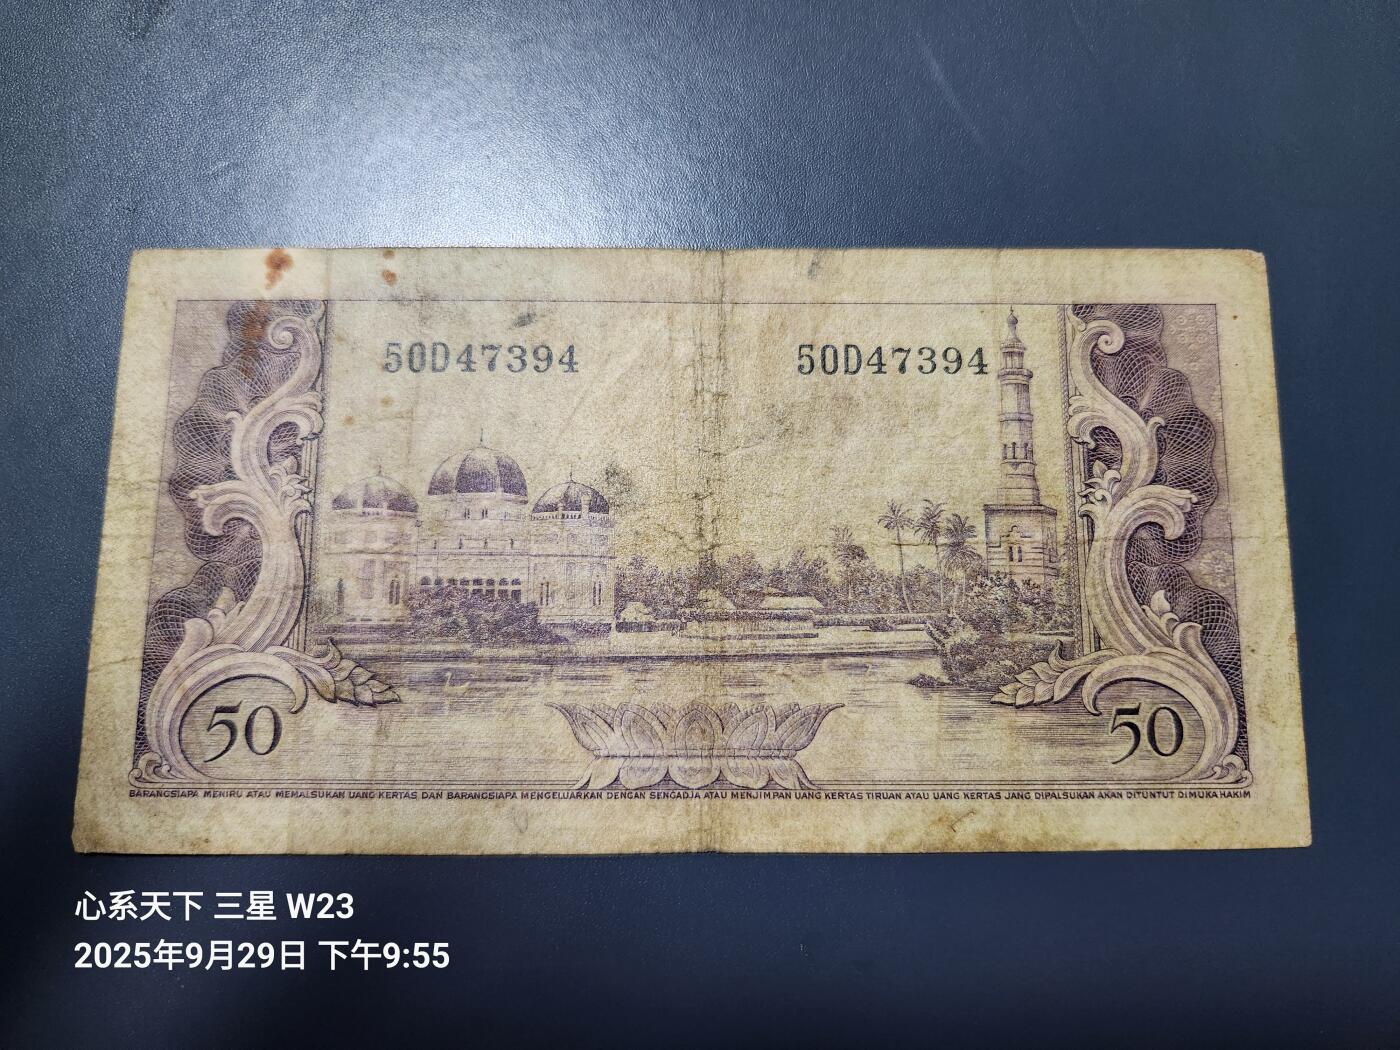 50D47394 50D47394
50 50
BARANGSIAPA MENIRU ATAU MEMALSUKAN UANG KERTAS DAN BARANGSIAPA MENGELUARKAN DENGAN SENGADJA ATAU MENJIMPAN UANG KERTAS TIRUAN ATAU UANG KERTAS JANG DIPALSUKAN AKAN DITUNTUT DIMUKA HAKIM
心系天下 三星 W23
2025年9月29日 下午9:55